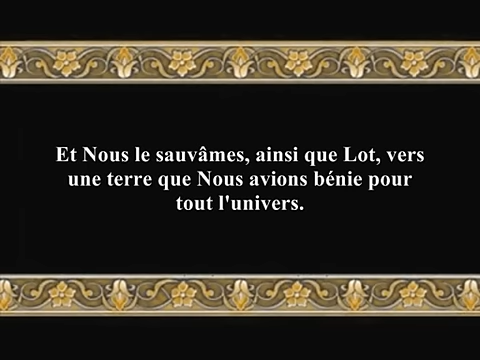 Et Nous le sauvâmes, ainsi que Lot, vers
une terre que Nous avions bénie pour
tout l'univers.